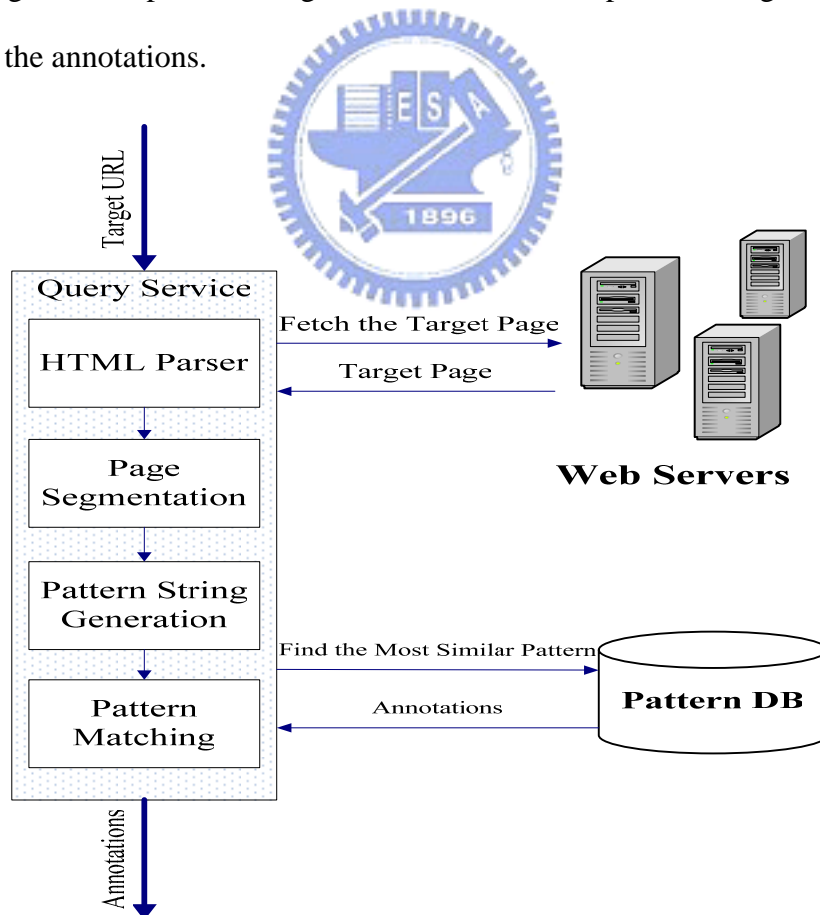 the annotations.
E S A
1896
Target URL
Query Service
HTML Parser
Page
Segmentation
Pattern String
Generation
Pattern
Matching
Fetch the Target Page
Target Page
Web Servers
Find the Most Similar Pattern
Annotations
Pattern DB
Annotations